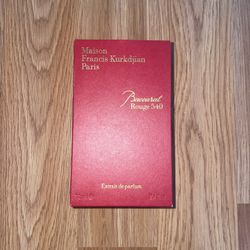 Maison
Francis Kurkdjian
Paris
Baccarat
Rouge 540
Extrait de parfum